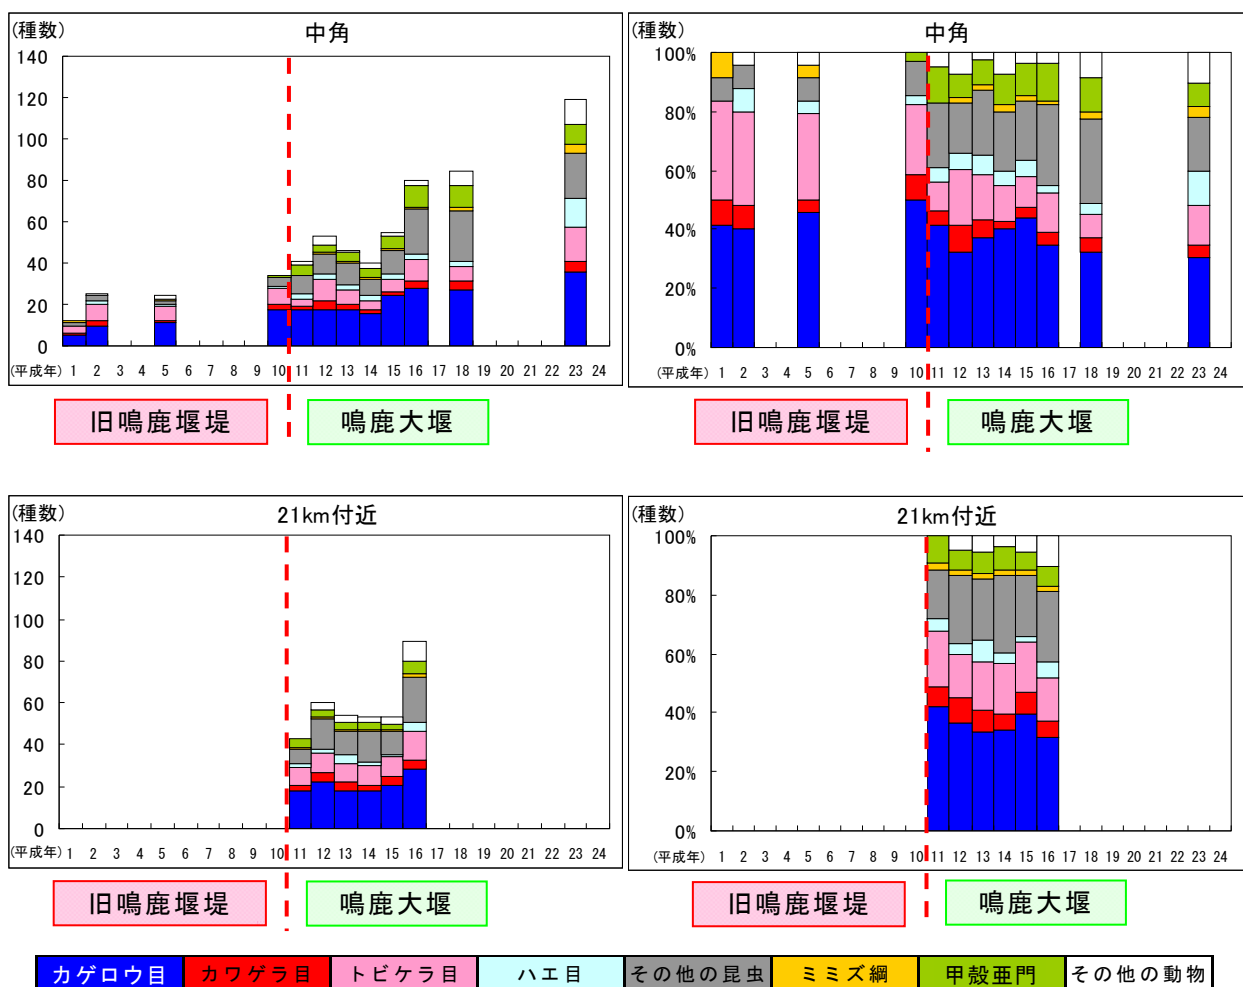 (種数)
中角
140
120
100
80
60
40
20
0
(平成年) 1 2 3 4 5 6 7 8 9 10 11 12 13 14 15 16 17 18 19 20 21 22 23 24
旧鳴鹿堰堤
鳴鹿大堰
(種数)
中角
100%
80%
60%
40%
20%
0%
(平成年) 1 2 3 4 5 6 7 8 9 10 11 12 13 14 15 16 17 18 19 20 21 22 23 24
旧鳴鹿堰堤
鳴鹿大堰
(種数)
21km付近
140
120
100
80
60
40
20
0
(平成年) 1 2 3 4 5 6 7 8 9 10 11 12 13 14 15 16 17 18 19 20 21 22 23 24
旧鳴鹿堰堤
鳴鹿大堰
(種数)
21km付近
100%
80%
60%
40%
20%
0%
(平成年) 1 2 3 4 5 6 7 8 9 10 11 12 13 14 15 16 17 18 19 20 21 22 23 24
旧鳴鹿堰堤
鳴鹿大堰
カゲロウ目 カワゲラ目 トビケラ目 ハエ目 その他の昆虫 ミミズ綱 甲殻亜門 その他の動物